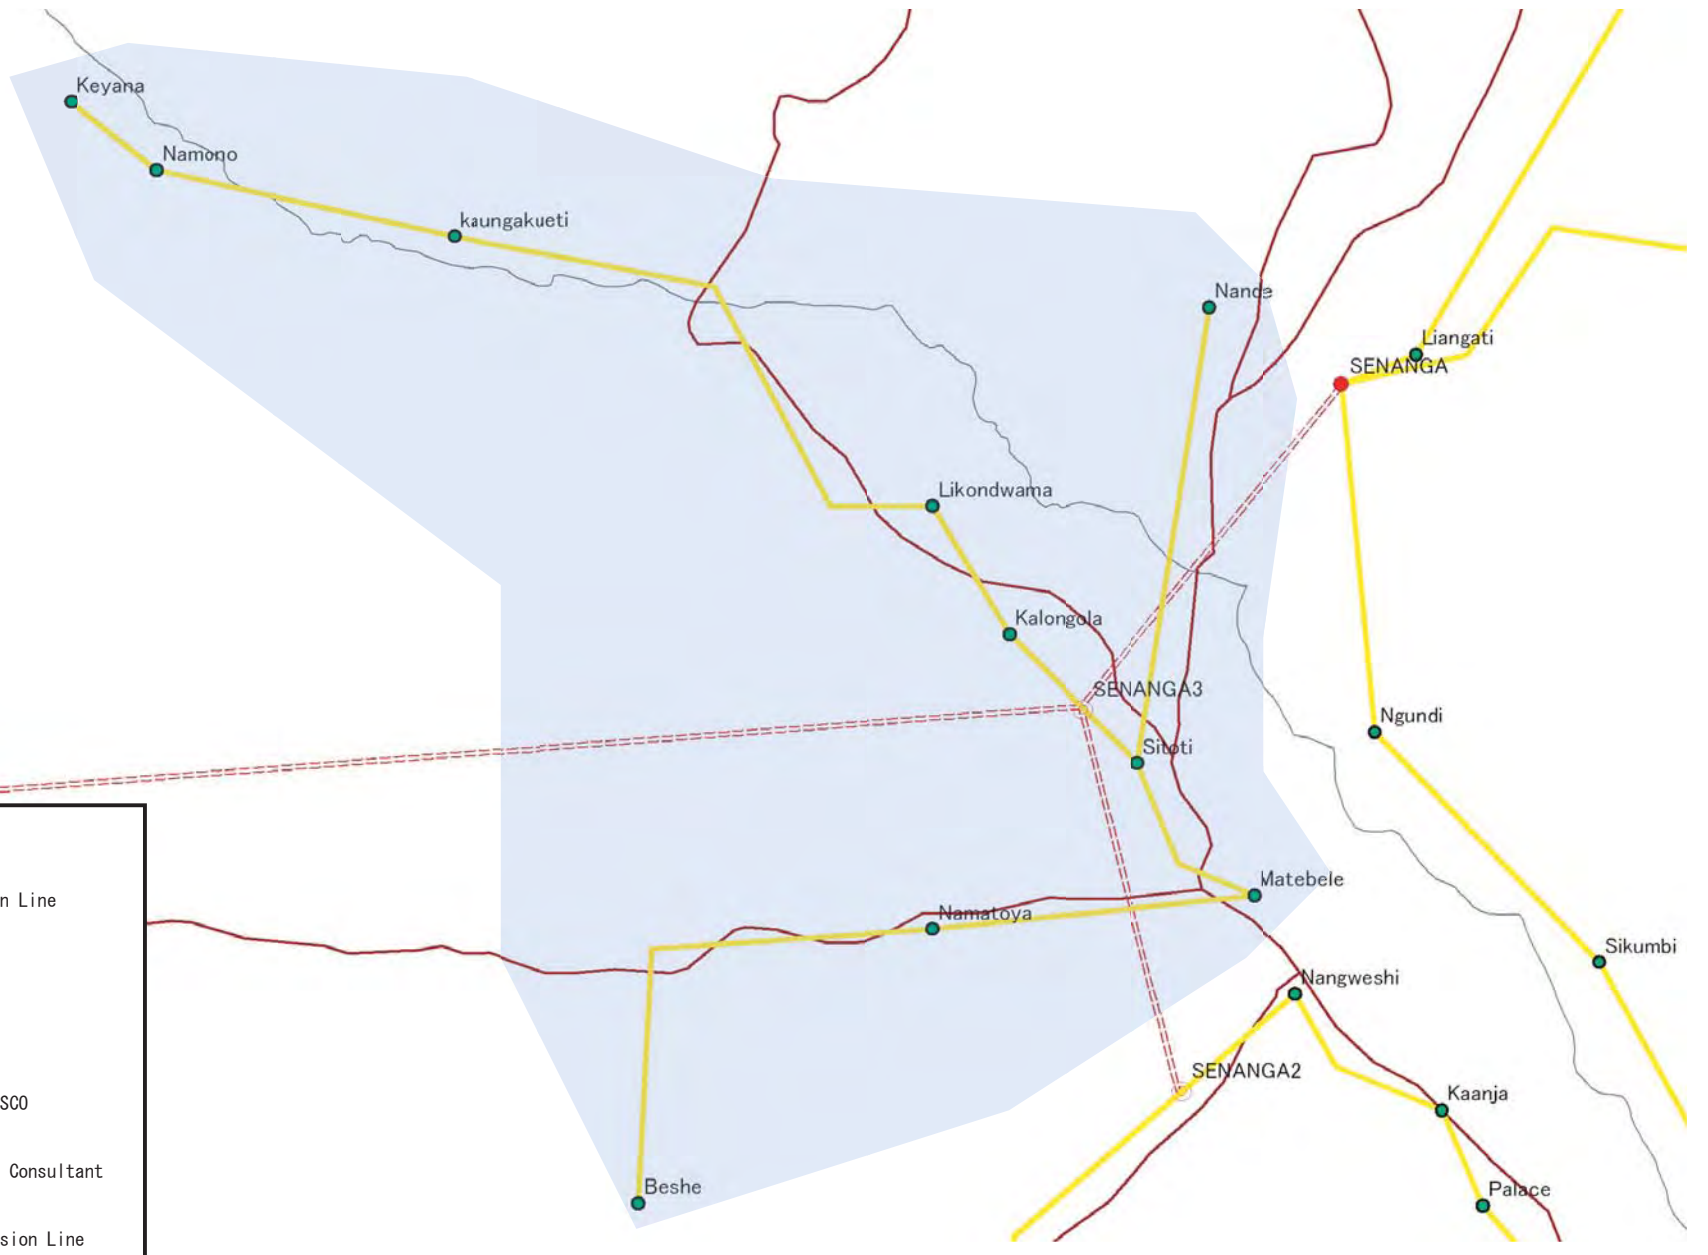 Keyana
Namono
kaungakueti
Nande
Liangati
SENANGA
Likondwama
Kalongola
SENANGA3
Ngundi
Sitoti
Matebele
n Line
Namatoya
Sikumbi
Nangweshi
SENANGA2
SCO
Kaanja
Consultant
Beshe
Palace
sion Line